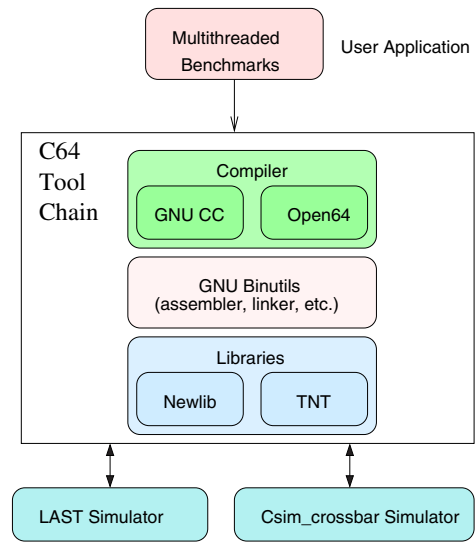 Multithreaded
Benchmarks
User Application
C64
Tool
Chain
Compiler
GNU CC
Open64
GNU Binutils
(assembler, linker, etc.)
Libraries
Newlib
TNT
LAST Simulator
Csim_crossbar Simulator